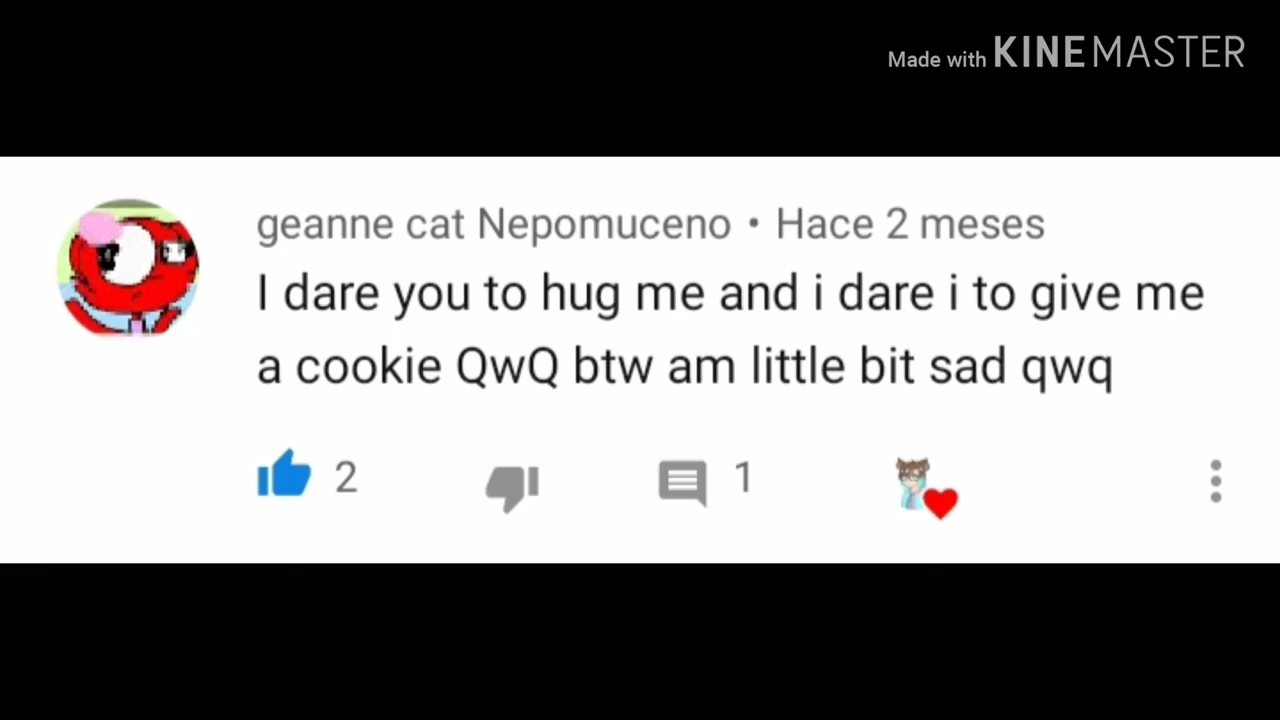 Made with KINEMASTER
geanne cat Nepomuceno • Hace 2 meses
I dare you to hug me and i dare i to give me
a cookie QwQ btw am little bit sad qwq
2
1